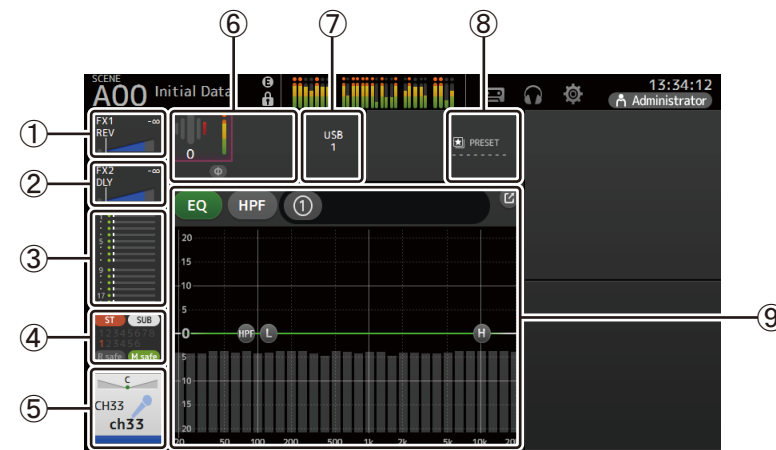 ⑥ ⑦ ⑧
SCENE
A00 Initial Data
E
13:34:12
Administrator
①
FX1 -∞
REV
②
FX2 -∞
DLY
③
1
5
9
17
④
ST SUB
12345678
123456
R safe M safe
⑤
C
CH33
ch33
0
Φ
USB
1
PRESET
⑨
EQ HPF ①
20
15
10
5
0
5
10
15
20
HPF L H
20 50 100 200 500 1k 2k 5k 10k 20